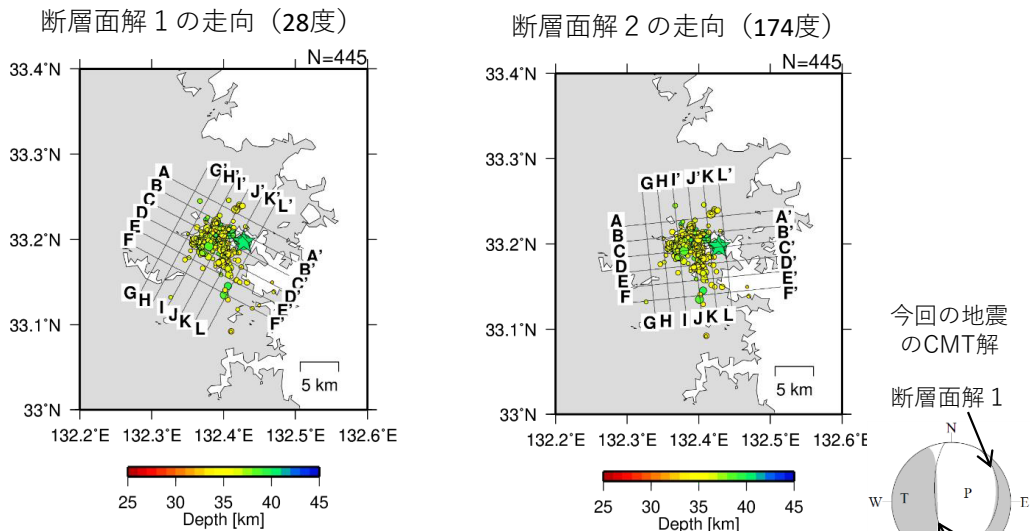 断層面解１の走向（28度）
N=445
33.4˚N
33.3˚N
33.2˚N
33.1˚N
33˚N
132.2˚E 132.3˚E 132.4˚E 132.5˚E 132.6˚E
A
B
C
D
E
F
G'
H'
I'
J'
K'
L'
A'
B'
C'
D'
E'
F'
G
H
I
J
K
L
5 km
25 30 35 40 45
Depth [km]
断層面解２の走向（174度）
N=445
33.4˚N
33.3˚N
33.2˚N
33.1˚N
33˚N
132.2˚E 132.3˚E 132.4˚E 132.5˚E 132.6˚E
G H I' J' K L'
A
B
C
D
E
F
A'
B'
C'
D'
E'
F'
G H I J K L
5 km
25 30 35 40 45
Depth [km]
今回の地震
のCMT解
断層面解１
N
W T P E